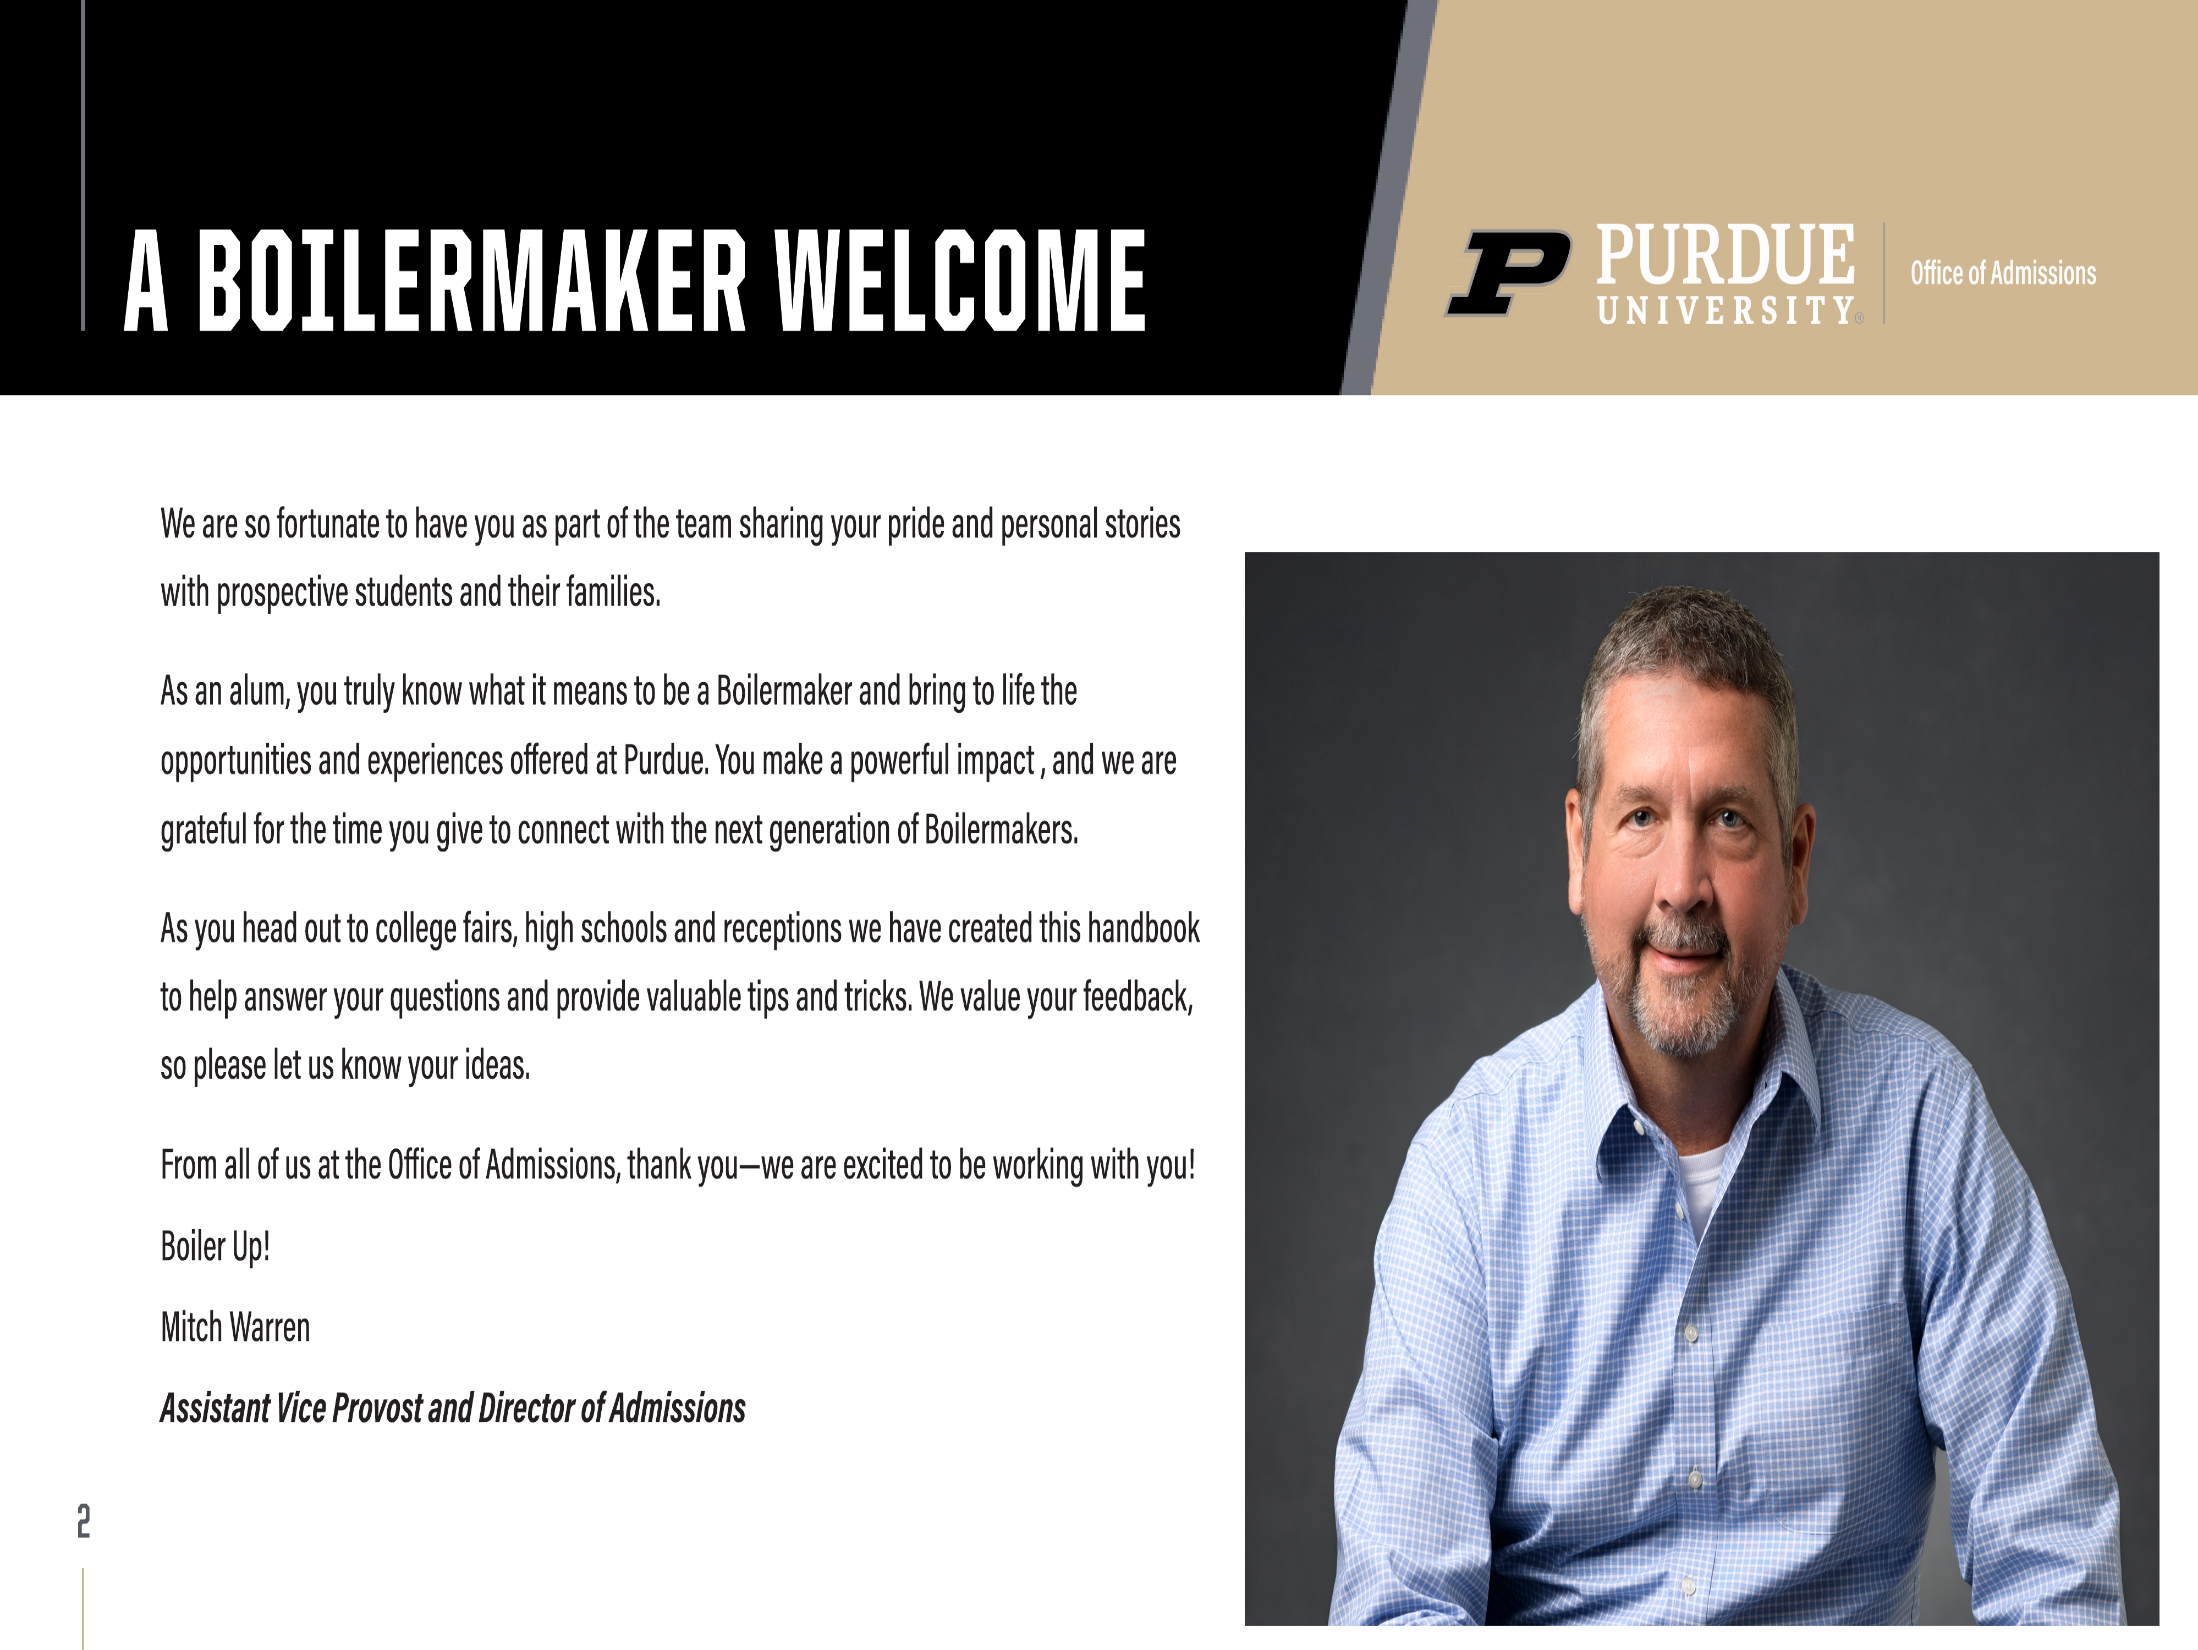 A BOILERMAKER WELCOME
PURDUE
UNIVERSITY®
Office of Admissions
We are so fortunate to have you as part of the team sharing your pride and personal stories
with prospective students and their families.
As an alum, you truly know what it means to be a Boilermaker and bring to life the
opportunities and experiences offered at Purdue. You make a powerful impact , and we are
grateful for the time you give to connect with the next generation of Boilermakers.
As you head out to college fairs, high schools and receptions we have created this handbook
to help answer your questions and provide valuable tips and tricks. We value your feedback,
so please let us know your ideas.
From all of us at the Office of Admissions, thank you—we are excited to be working with you!
Boiler Up!
Mitch Warren
Assistant Vice Provost and Director of Admissions
2